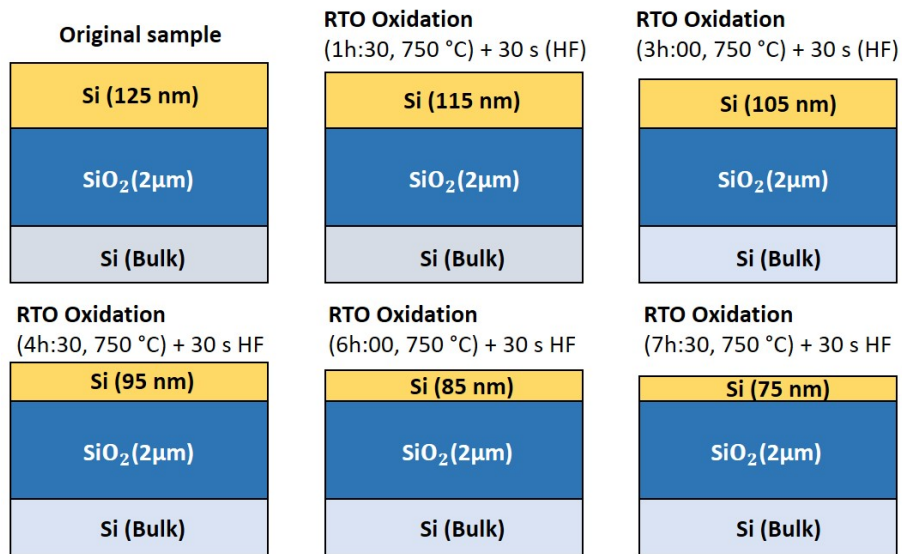 Original sample
Si (125 nm)
SiO₂(2µm)
Si (Bulk)
RTO Oxidation
(1h:30, 750 °C) + 30 s (HF)
Si (115 nm)
SiO₂(2µm)
Si (Bulk)
RTO Oxidation
(3h:00, 750 °C) + 30 s (HF)
Si (105 nm)
SiO₂(2µm)
Si (Bulk)
RTO Oxidation
(4h:30, 750 °C) + 30 s HF
Si (95 nm)
SiO₂(2µm)
Si (Bulk)
RTO Oxidation
(6h:00, 750 °C) + 30 s HF
Si (85 nm)
SiO₂(2µm)
Si (Bulk)
RTO Oxidation
(7h:30, 750 °C) + 30 s HF
Si (75 nm)
SiO₂(2µm)
Si (Bulk)